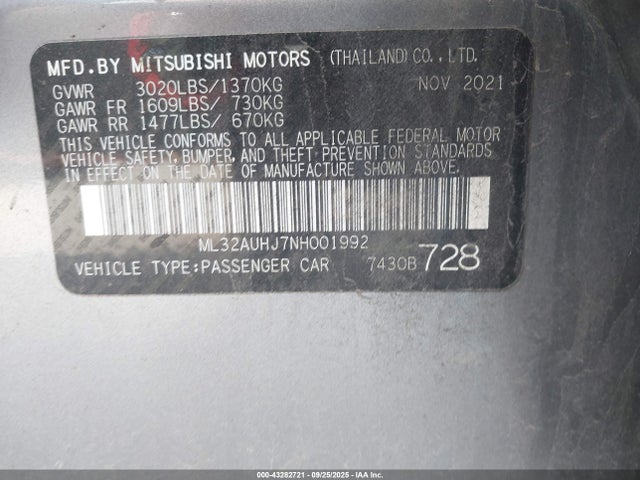 MFD.BY MITSUBISHI MOTORS (THAILAND)CO.,LTD.
GVWR 3020LBS/1370KG NOV 2021
GAWR FR 1609LBS/ 730KG
GAWR RR 1477LBS/ 670KG
THIS VEHICLE CONFORMS TO ALL APPLICABLE FEDERAL MOTOR
VEHICLE SAFETY, BUMPER, AND THEFT PREVENTION STANDARDS
IN EFFECT ON THE DATE OF MANUFACTURE SHOWN ABOVE.
ML32AUHJ7NH001992
VEHICLE TYPE:PASSENGER CAR 7430B 728
000-43282721 - 09/25/2025 - IAAI.COM